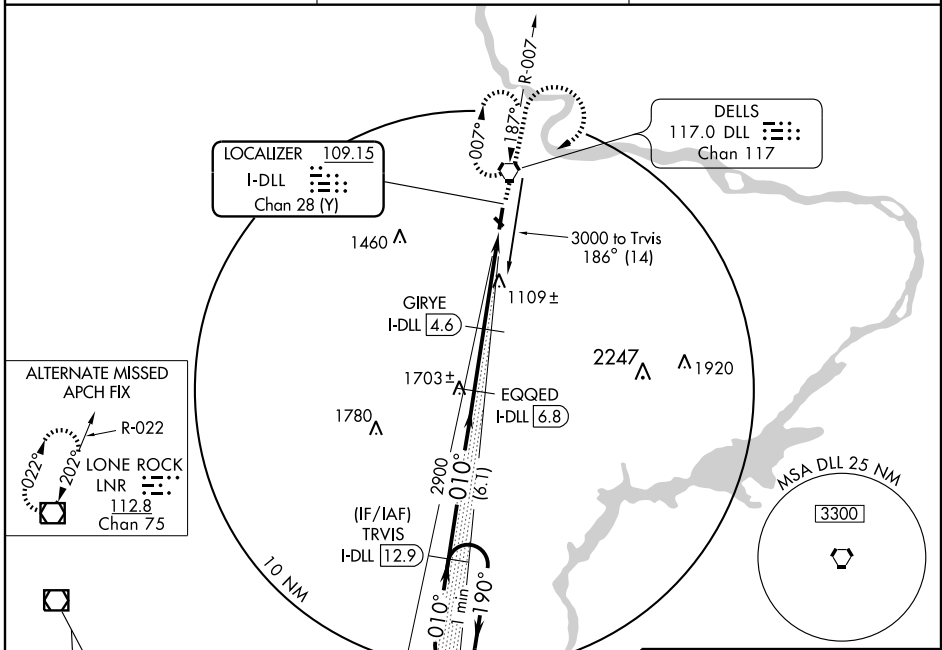 R-007
007°
187°
DELLS
117.0 DLL
Chan 117
LOCALIZER 109.15
I-DLL
Chan 28 (Y)
1460
3000 to Trvis
186° (14)
1109±
GIRYE
I-DLL 4.6
2247
1920
1703±
EQQED
I-DLL 6.8
1780
ALTERNATE MISSED
APCH FIX
R-022
022°
202°
LONE ROCK
LNR
112.8
Chan 75
2900
010°
(6.1)
(IF/IAF)
TRVIS
I-DLL 12.9
10 NM
010°
1 min
190°
MSA DLL 25 NM
3300